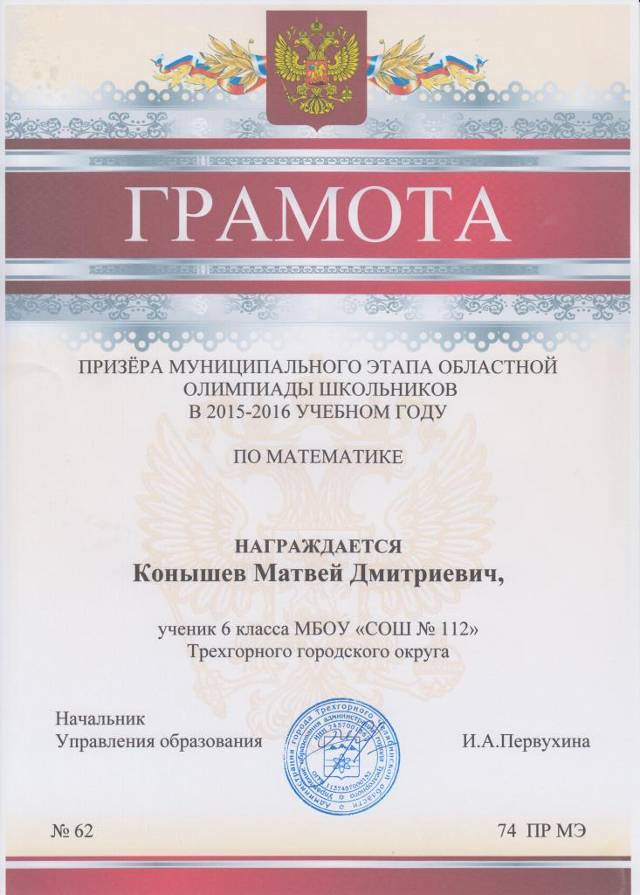 ГРАМОТА
ПРИЗЁРА МУНИЦИПАЛЬНОГО ЭТАПА ОБЛАСТНОЙ
ОЛИМПИАДЫ ШКОЛЬНИКОВ
В 2015-2016 УЧЕБНОМ ГОДУ
ПО МАТЕМАТИКЕ
НАГРАЖДАЕТСЯ
Конышев Матвей Дмитриевич,
ученик 6 класса МБОУ «СОШ № 112»
Трехгорного городского округа
Начальник
Управления образования
И.А.Первухина
№ 62
74 ПР МЭ